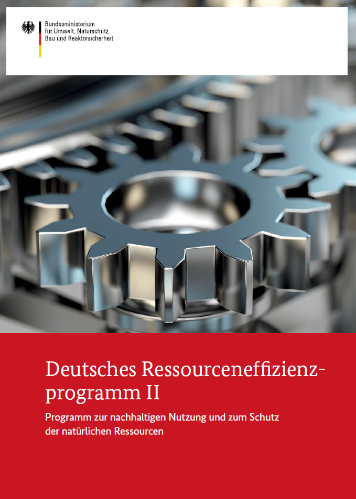 Bundesministerium
für Umwelt, Naturschutz,
Bau und Reaktorsicherheit
Deutsches Ressourceneffizienz-
programm II
Programm zur nachhaltigen Nutzung und zum Schutz
der natürlichen Ressourcen